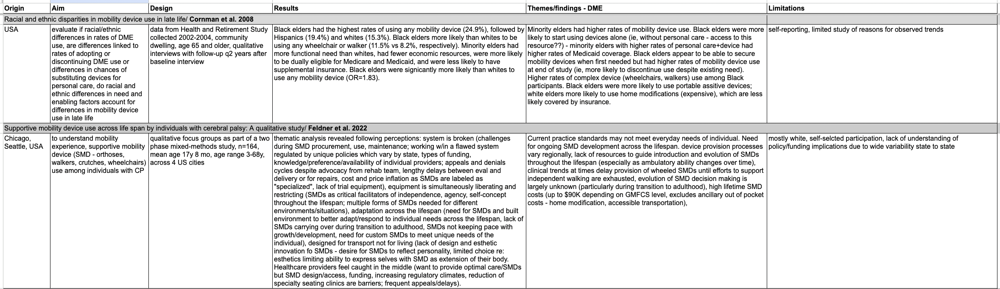 Origin
Aim
Design
Results
Themes/findings - DME
Limitations
Racial and ethnic disparities in mobility device use in late life/ Cornman et al. 2008
USA
evaluate if racial/ethnic
differences in rates of DME
use, are differences linked to
rates of adopting or
discontinuing DME use or
differences in chances of
substituting devices for
personal care, do racial and
ethnic differences in need and
enabling factors account for
differences in mobility device
use in late life
data from Health and Retirement Study
collected 2002-2004, community
dwelling, age 65 and older, qualitative
interviews with follow-up q2 years after
baseline interview
Black elders had the highest rates of using any mobility device (24.9%), followed by
Hispanics (19.4%) and whites (15.3%). Black elders more likely than whites to be
using any wheelchair or walker (11.5% vs 8.2%, respectively). Minority elders had
more functional need than whites, had fewer economic resources, were more likely
to be dually eligible for Medicare and Medicaid, and were less likely to have
supplemental insurance. Black elders were signicantly more likely than whites to
use any mobility device (OR=1.83).
Minority elders had higher rates of mobility device use. Black elders were more
likely to start using devices alone (ie, without personal care - access to this
resource??) - minority elders with higher rates of personal care+device had
higher rates of Medicaid coverage. Black elders appear to be able to secure
mobility devices when first needed but had higher rates of mobility device use
at end of study (ie, more likely to discontinue use despite existing need).
Higher rates of complex device (wheelchairs, walkers) use among Black
participants. Black elders were more likely to use portable assitive devices;
white elders more likely to use home modifications (expensive), which are less
likely covered by insurance.
self-reporting, limited study of reasons for observed trends
Supportive mobility device use across life span by individuals with cerebral palsy: A qualitative study/ Feldner et al. 2022
Chicago,
Seattle, USA
to understand mobility
experience, supportive mobility
device (SMD - orthoses,
walkers, crutches, wheelchairs)
use among individuals with CP
qualitative focus groups as part of a two
phase mixed-methods study, n=164,
mean age 17y 8 mo, age range 3-68y,
across 4 US cities
thematic analysis revealed following perceptions: system is broken (challenges
during SMD procurement, use, maintenance; working w/in a flawed system
regulated by unique policies which vary by state, types of funding,
knowledge/preference/availability of individual providers; appeals and denials
cycles despite advocacy from rehab team, lengthy delays between eval and
delivery or for repairs, cost and price inflation as SMDs are labeled as
"specialized", lack of trial equipment), equipment is simultaneously liberating and
restricting (SMDs as critical facilitators of independence, agency, self-concept
throughout the lifespan; multiple forms of SMDs needed for different
environments/situations), adaptation across the lifespan (need for SMDs and built
environment to better adapt/respond to individual needs across the lifespan, lack of
SMDs carrying over during transition to adulthood, SMDs not keeping pace with
growth/development, need for custom SMDs to meet unique needs of the
individual), designed for transport not for living (lack of design and esthetic
innovation fo SMDs - desire for SMDs to reflect personality, limited choice re:
esthetics limiting ability to express selves with SMD as extension of their body.
Healthcare providers feel caught in the middle (want to provide optimal care/SMDs
but SMD design/access, funding, increasing regulatory climates, reduction of
specialty seating clinics are barriers; frequent appeals/delays).
Current practice standards may not meet everyday needs of individual. Need
for ongoing SMD development across the lifespan. device provision processes
vary regionally, lack of resources to guide introduction and evolution of SMDs
throughout the lifespan (especially as ambulatory ability changes over time),
clinical trends at times delay provision of wheeled SMDs until efforts to support
independent walking are exhausted, evolution of SMD decision making is
largely unknown (particularly during transition to adulthood), high lifetime SMD
costs (up to $90K depending on GMFCS level, excludes ancillary out of pocket
costs - home modification, accessible transportation),
mostly white, self-selcted participation, lack of understanding of
policy/funding implications due to wide variability state to state